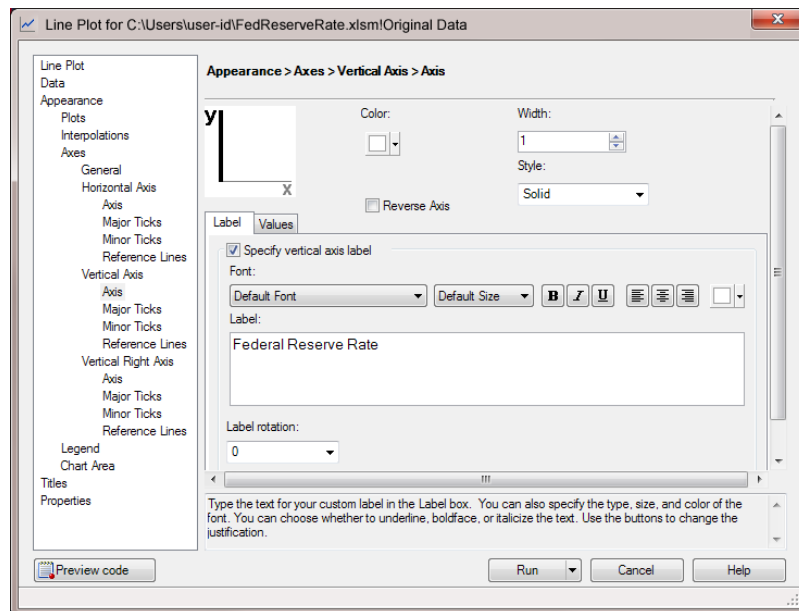 Line Plot for C:\Users\user-id\FedReserveRate.xlsm!Original Data
x
Line Plot
Data
Appearance
Plots
Interpolations
Axes
General
Horizontal Axis
Axis
Major Ticks
Minor Ticks
Reference Lines
Vertical Axis
Axis
Major Ticks
Minor Ticks
Reference Lines
Vertical Right Axis
Axis
Major Ticks
Minor Ticks
Reference Lines
Legend
Chart Area
Titles
Properties
Appearance > Axes > Vertical Axis > Axis
y
x
Color:
Reverse Axis
Width:
1
Style:
Solid
Label Values
Specify vertical axis label
Font:
Default Font Default Size B I U
Label:
Federal Reserve Rate
Label rotation:
0
Type the text for your custom label in the Label box. You can also specify the type, size, and color of the
font. You can choose whether to underline, boldface, or italicize the text. Use the buttons to change the
justification.
Preview code Run Cancel Help